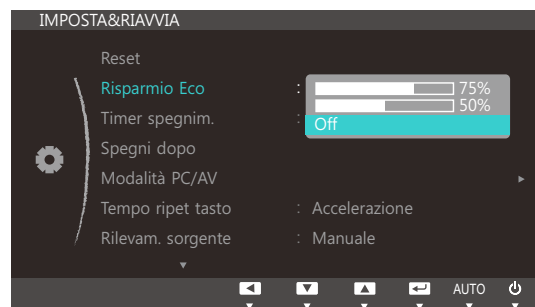 IMPOSTA&RIAVVIA
Reset
Risparmio Eco : 75%
50%
Timer spegnim. : Off
Spegni dopo
Modalità PC/AV
Tempo ripet tasto : Accelerazione
Rilevam. sorgente : Manuale
AUTO